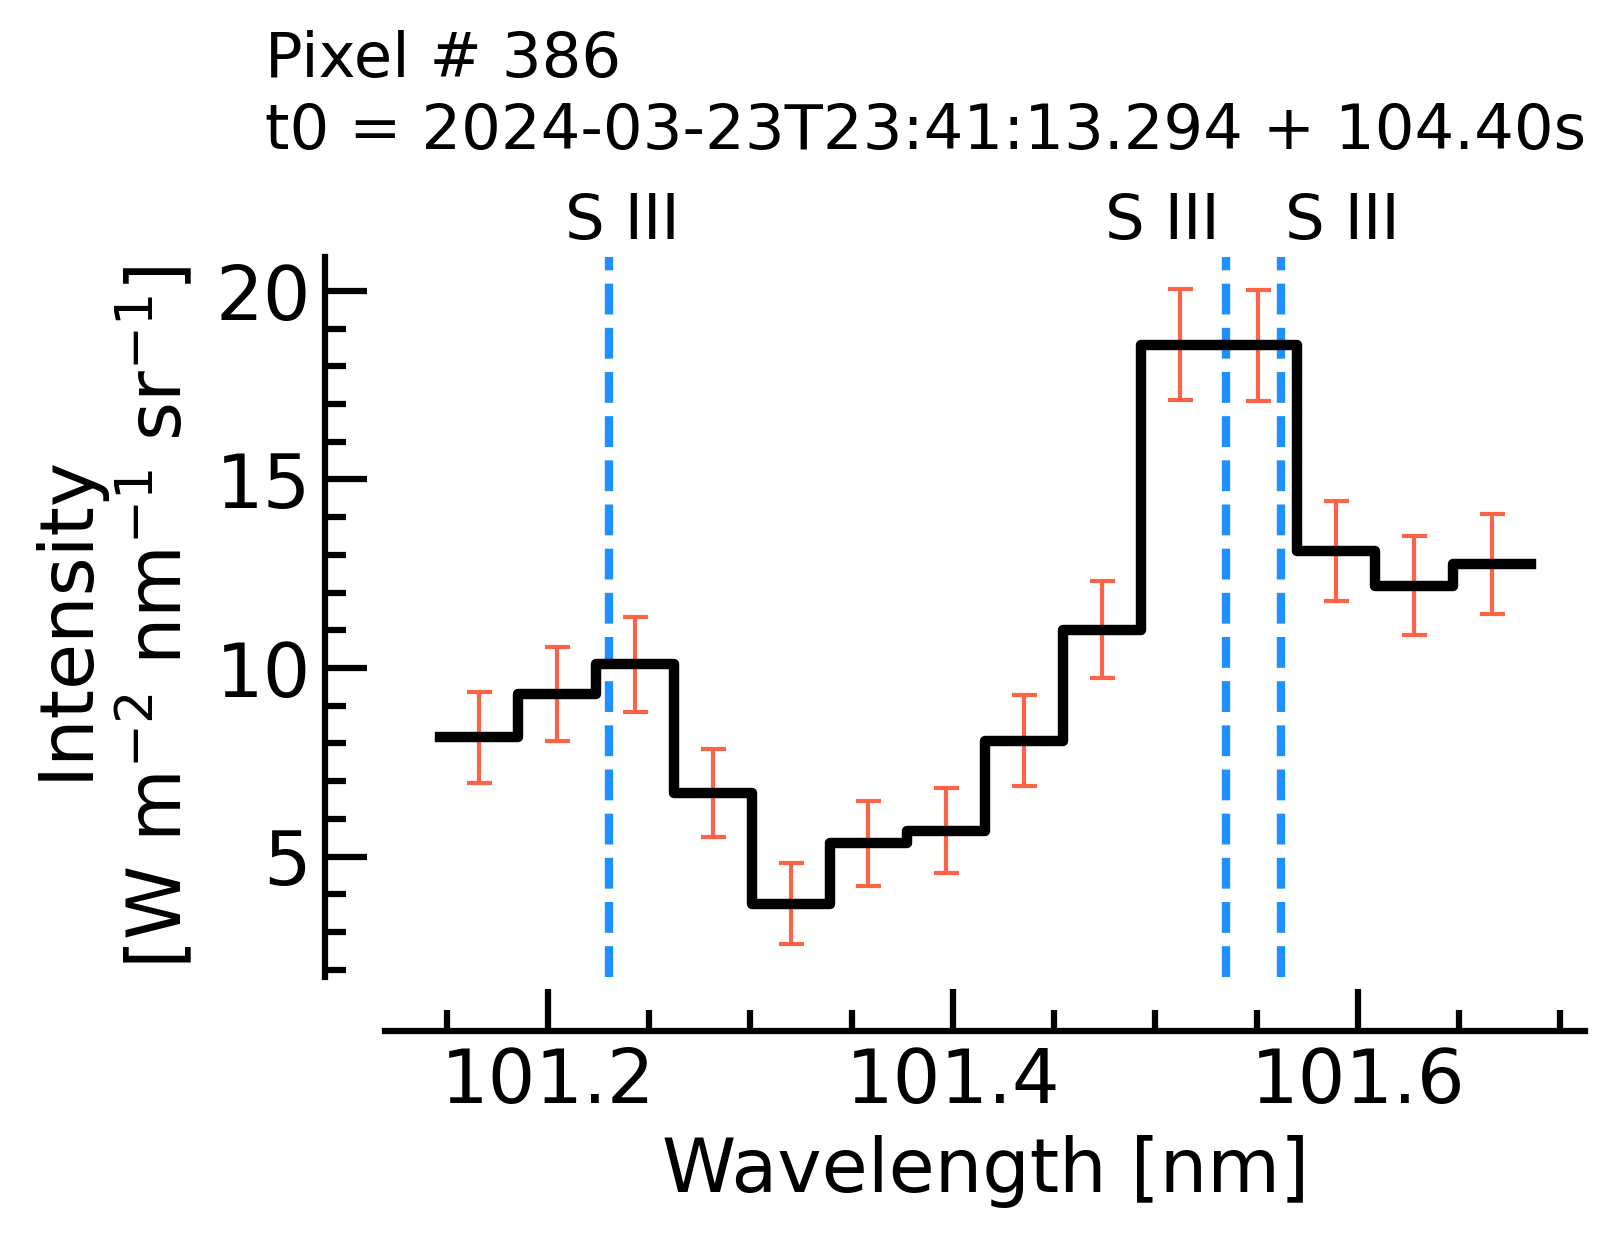 Pixel # 386
t0 = 2024-03-23T23:41:13.294 + 104.40s
S III S III S III
Intensity
[W m⁻² nm⁻¹ sr⁻¹]
20
15
10
5
101.2 101.4 101.6
Wavelength [nm]